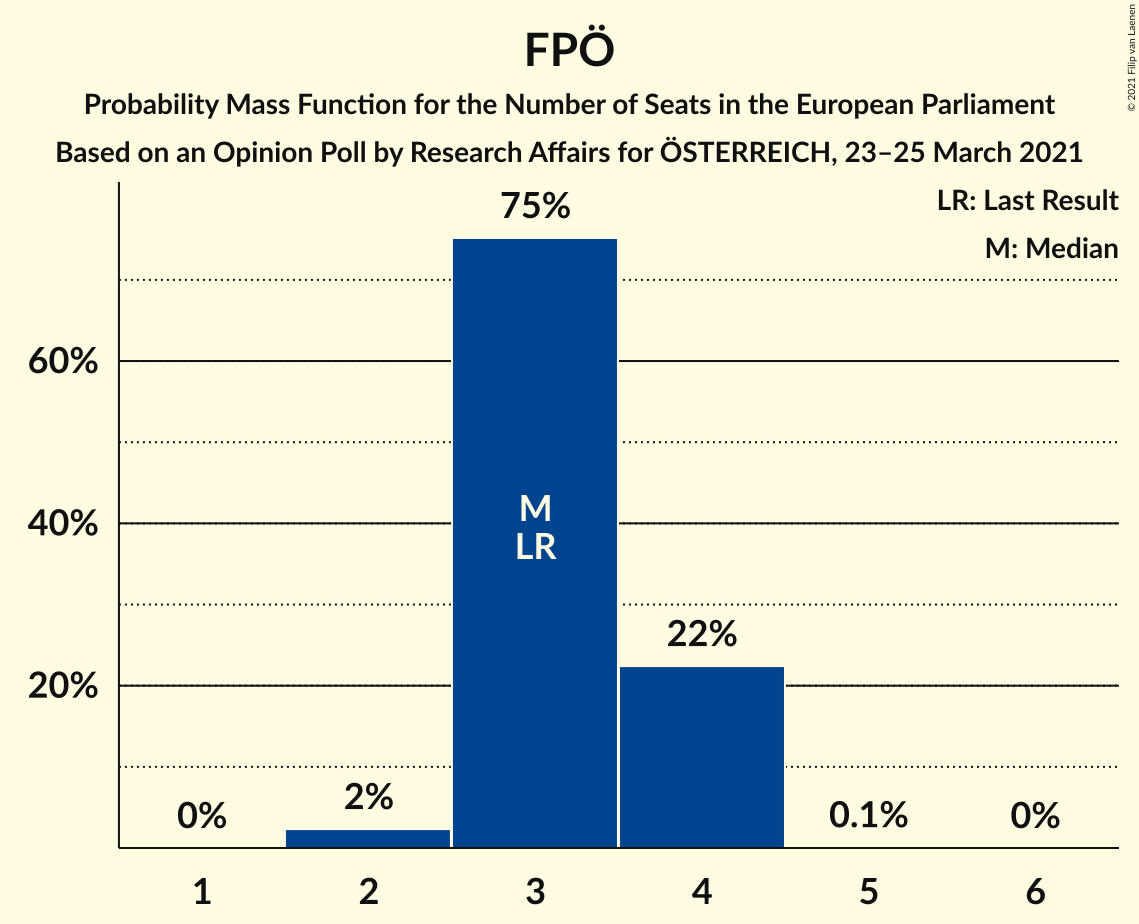 FPÖ
Probability Mass Function for the Number of Seats in the European Parliament
Based on an Opinion Poll by Research Affairs for ÖSTERREICH, 23–25 March 2021
© 2021 Filip van Laenen
LR: Last Result
M: Median
75%
60%
M
40%
LR
22%
20%
2%
0%
0.1%
0%
1 2 3 4 5 6